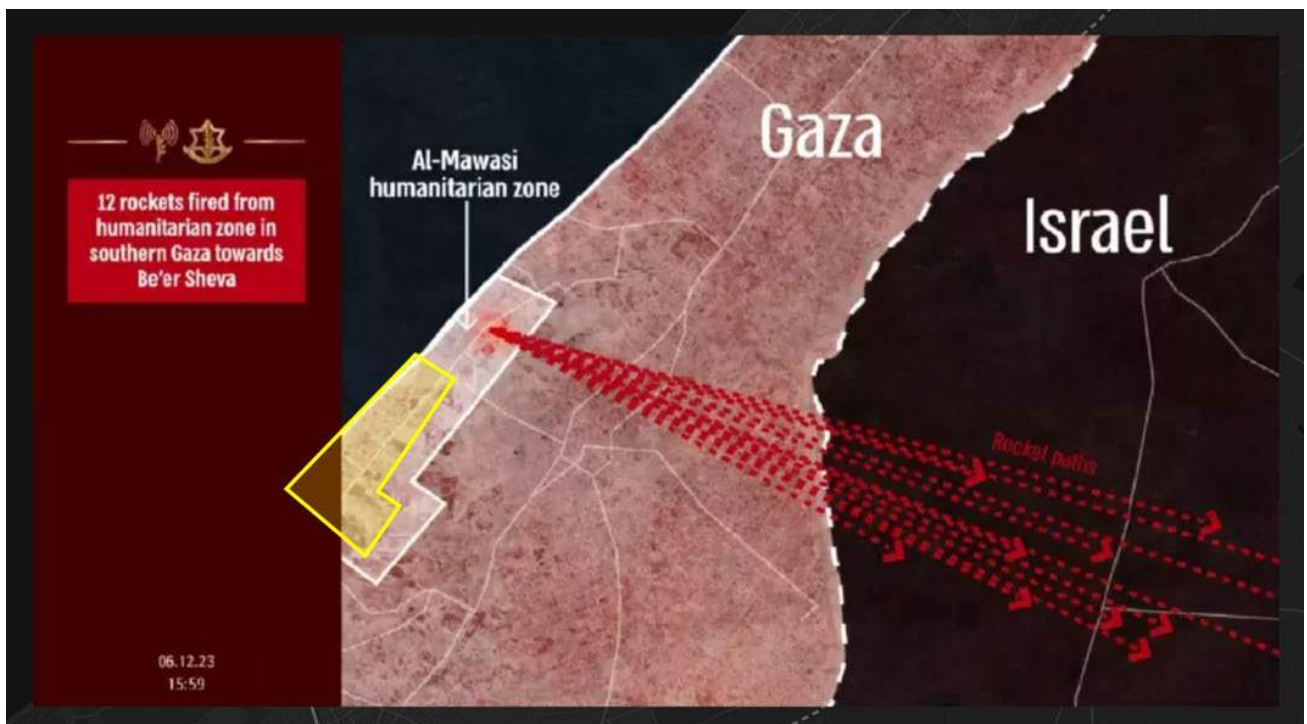 12 rockets fired from
humanitarian zone in
southern Gaza towards
Be'er Sheva
06.12.23
15:59
Al-Mawasi
humanitarian zone
Gaza
Israel
Rocket paths